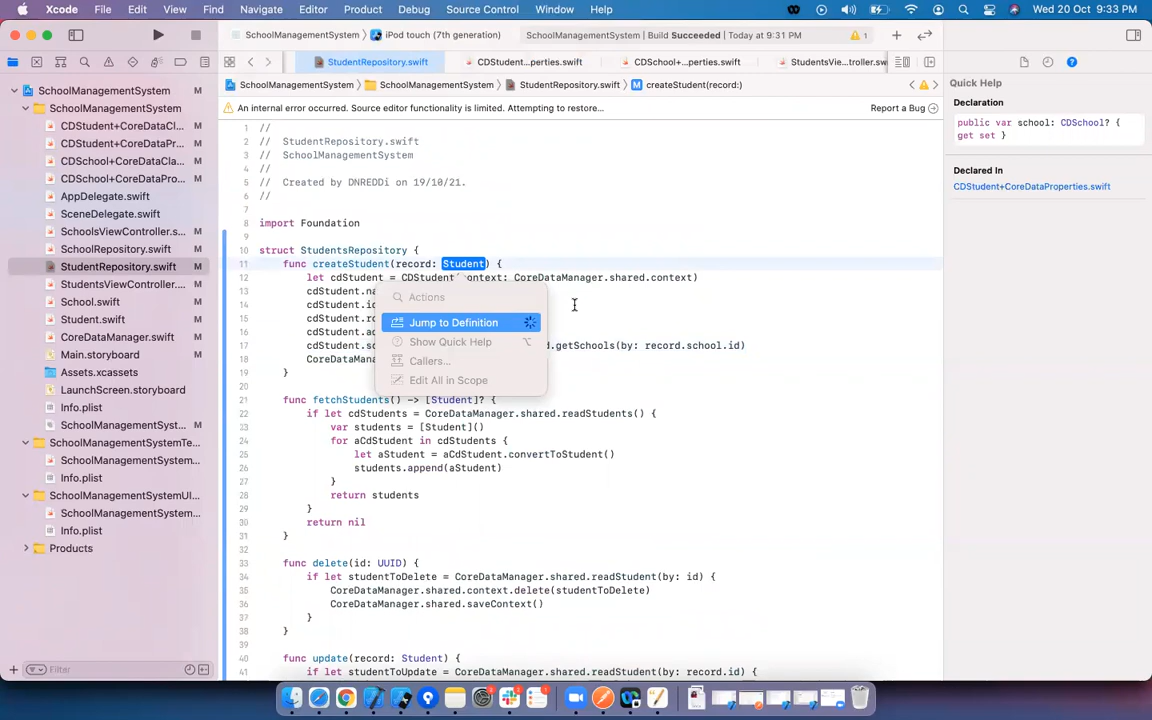 Xcode File Edit View Find Navigate Editor Product Debug Source Control Window Help Wed 20 Oct 9:33 PM
SchoolManagementSystem iPod touch (7th generation) SchoolManagementSystem | Build Succeeded | Today at 9:31 PM 1
StudentRepository.swift CDStudent...perties.swift CDSchool+...perties.swift StudentsView...troller.sw
SchoolManagementSystem SchoolManagementSystem StudentRepository.swift M createStudent(record:)
An internal error occurred. Source editor functionality is limited. Attempting to restore... Report a Bug
SchoolManagementSystem M
SchoolManagementSystem
CDStudent+CoreDataCl... M
CDStudent+CoreDataPr... M
CDSchool+CoreDataCla... M
CDSchool+CoreDataPro... M
AppDelegate.swift M
SceneDelegate.swift M
SchoolsViewController.s... M
SchoolRepository.swift M
StudentRepository.swift M
StudentsViewController.... M
School.swift M
Student.swift M
CoreDataManager.swift M
Main.storyboard M
Assets.xcassets M
LaunchScreen.storyboard M
Info.plist M
SchoolManagementSyst... M
SchoolManagementSystemTe... M
SchoolManagementSystem... M
Info.plist M
SchoolManagementSystemUI... M
SchoolManagementSystem... M
Info.plist M
Products
Filter
1 //
2 // StudentRepository.swift
3 // SchoolManagementSystem
4 //
5 // Created by DNREDDi on 19/10/21.
6 //
7
8 import Foundation
9
10 struct StudentsRepository {
11 func createStudent(record: Student) {
12 let cdStudent = CDStudent(context: CoreDataManager.shared.context)
13 cdStudent.na
14 cdStudent.id
15 cdStudent.ro
16 cdStudent.ad
17 cdStudent.sc d.getSchools(by: record.school.id)
18 CoreDataMana
19 }
20
21 func fetchStudents() -> [Student]? {
22 if let cdStudents = CoreDataManager.shared.readStudents() {
23 var students = [Student]()
24 for aCdStudent in cdStudents {
25 let aStudent = aCdStudent.convertToStudent()
26 students.append(aStudent)
27 }
28 return students
29 }
30 return nil
31 }
32
33 func delete(id: UUID) {
34 if let studentToDelete = CoreDataManager.shared.readStudent(by: id) {
35 CoreDataManager.shared.context.delete(studentToDelete)
36 CoreDataManager.shared.saveContext()
37 }
38 }
39
40 func update(record: Student) {
41 if let studentToUpdate = CoreDataManager.shared.readStudent(by: record.id) {
Actions
Jump to Definition
Show Quick Help
Callers...
Edit All in Scope
Quick Help
Declaration
public var school: CDSchool? {
get set }
Declared In
CDStudent+CoreDataProperties.swift